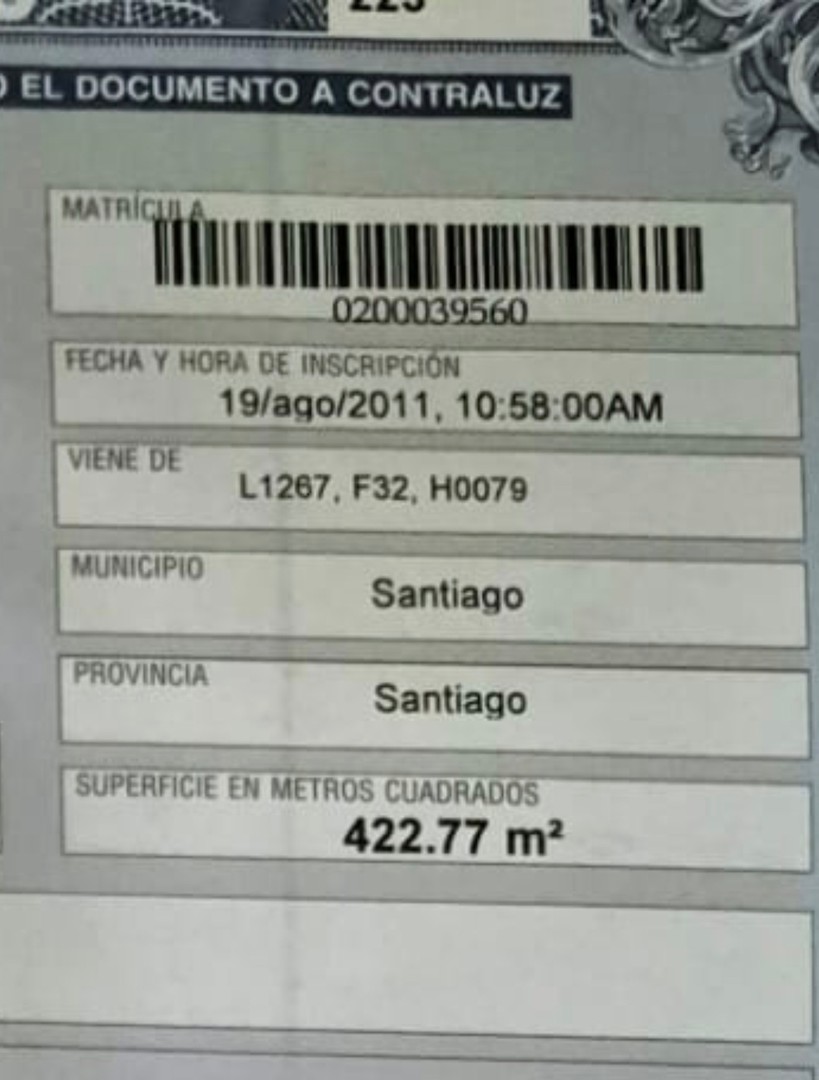 EL DOCUMENTO A CONTRALUZ
MATRÍCULA
0200039560
FECHA Y HORA DE INSCRIPCIÓN
19/ago/2011, 10:58:00AM
VIENE DE
L1267, F32, H0079
MUNICIPIO
Santiago
PROVINCIA
Santiago
SUPERFICIE EN METROS CUADRADOS
422.77 m²